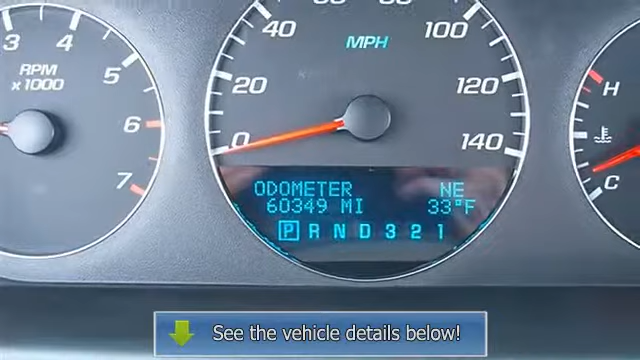 3 4 5 6 7
RPM
x1000
0 20 40 100 120 140
MPH
H
C
ODOMETER NE
60349 MI 33°F
P R N D 3 2 1
See the vehicle details below!